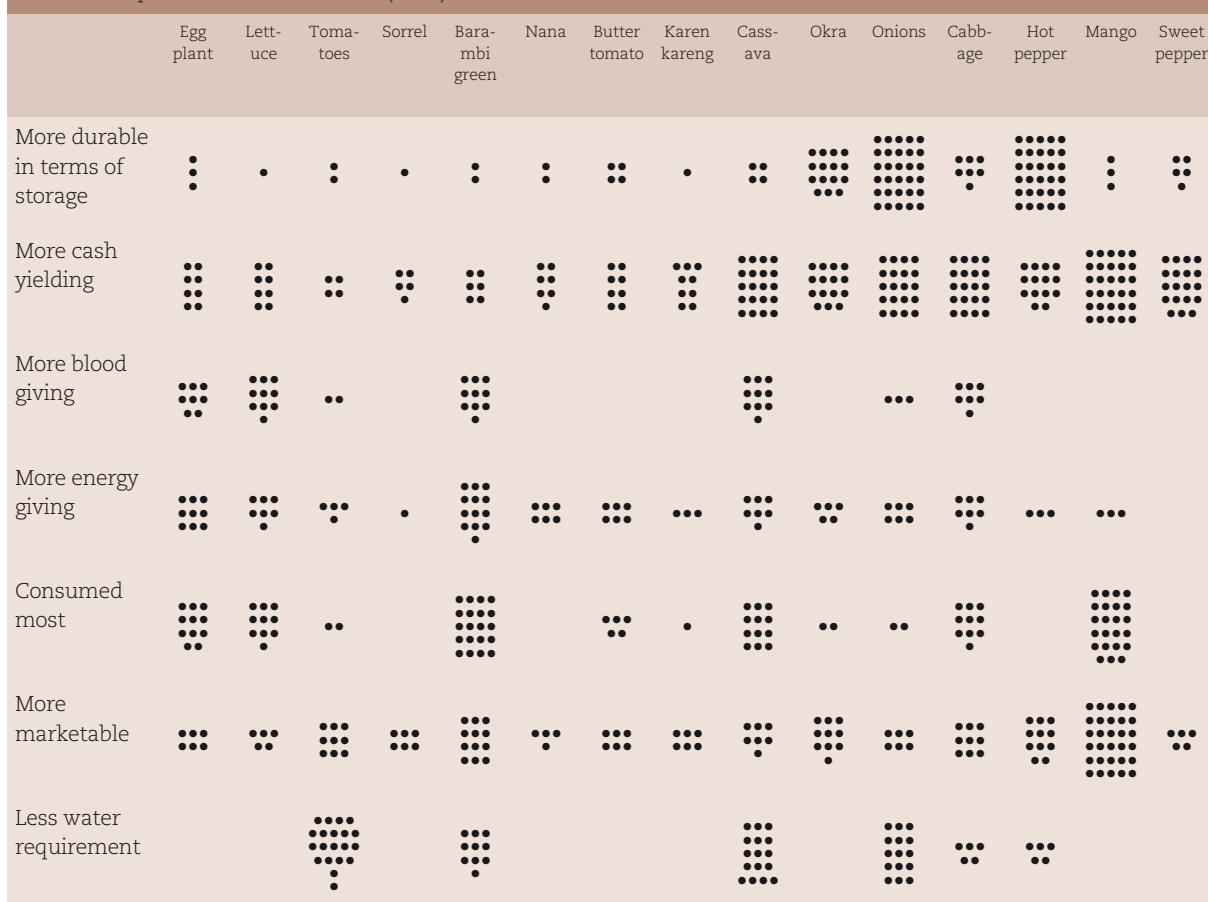 Egg
plant
Lett-
uce
Toma-
toes
Sorrel
Bara-
mbi
green
Nana
Butter
tomato
Karen
kareng
Cass-
ava
Okra
Onions
Cabb-
age
Hot
pepper
Mango
Sweet
pepper
More durable
in terms of
storage
More cash
yielding
More blood
giving
More energy
giving
Consumed
most
More
marketable
Less water
requirement